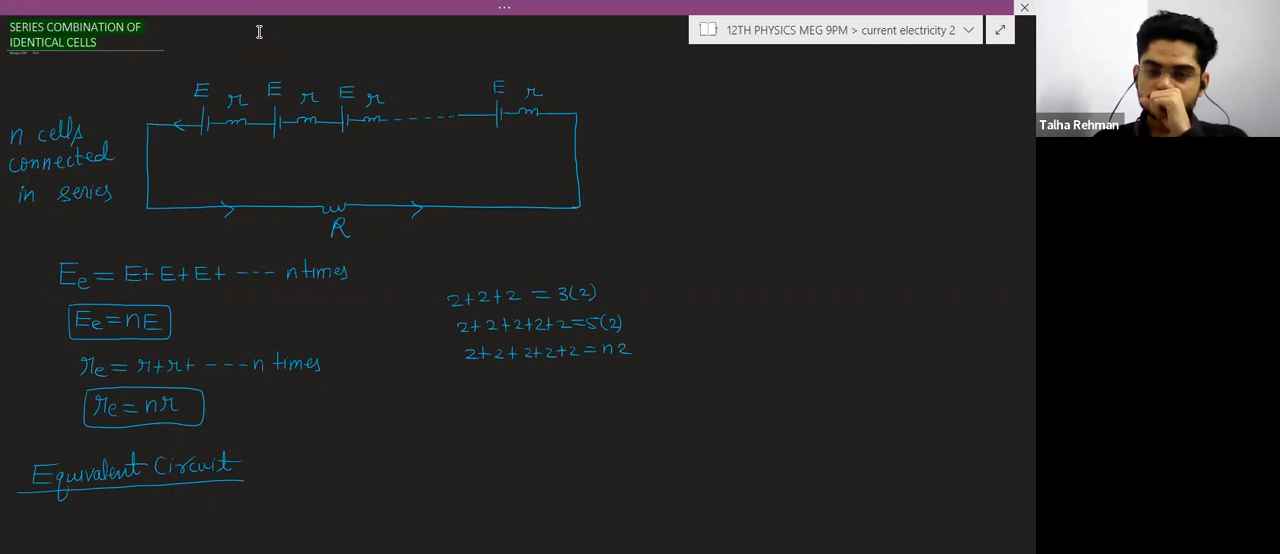 SERIES COMBINATION OF
IDENTICAL CELLS
12TH PHYSICS MEG 9PM > current electricity 2
Talha Rehman
E r E r E r E r
n cells
connected
in series
R
Ee = E+E+E+ ---- n times
Ee = nE
re = r+r+ ---- n times
re = nr
2+2+2 = 3(2)
2+2+2+2+2=5(2)
2+2+2+2+2=n2
Equivalent Circuit